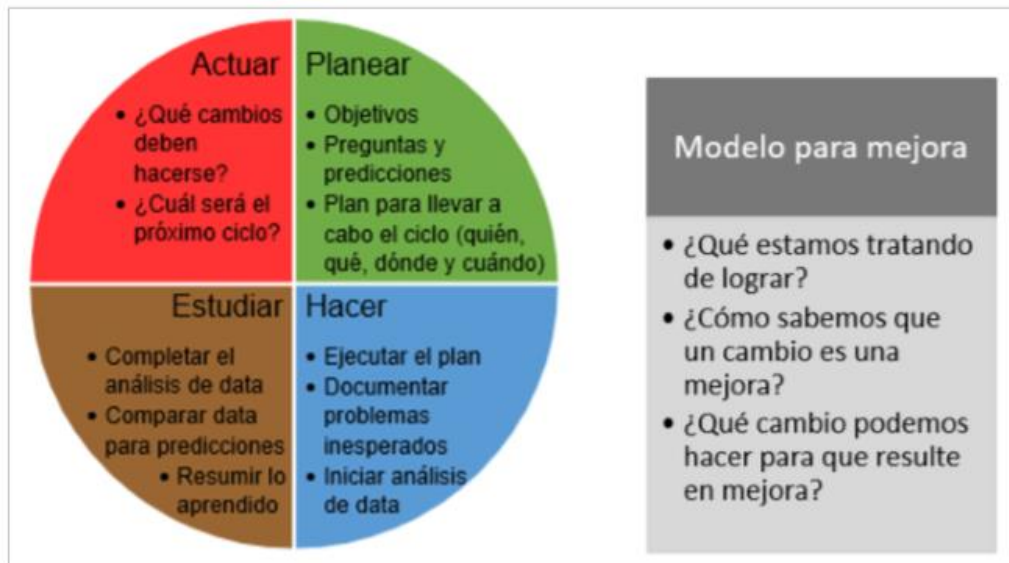 Actuar
• ¿Qué cambios
deben
hacerse?
• ¿Cuál será el
próximo ciclo?
Planear
• Objetivos
• Preguntas y
predicciones
• Plan para llevar a
cabo el ciclo (quién,
qué, dónde y cuándo)
Estudiar
• Completar el
análisis de data
• Comparar data
para predicciones
• Resumir lo
aprendido
Hacer
• Ejecutar el plan
• Documentar
problemas
inesperados
• Iniciar análisis
de data
Modelo para mejora
• ¿Qué estamos tratando
de lograr?
• ¿Cómo sabemos que
un cambio es una
mejora?
• ¿Qué cambio podemos
hacer para que resulte
en mejora?